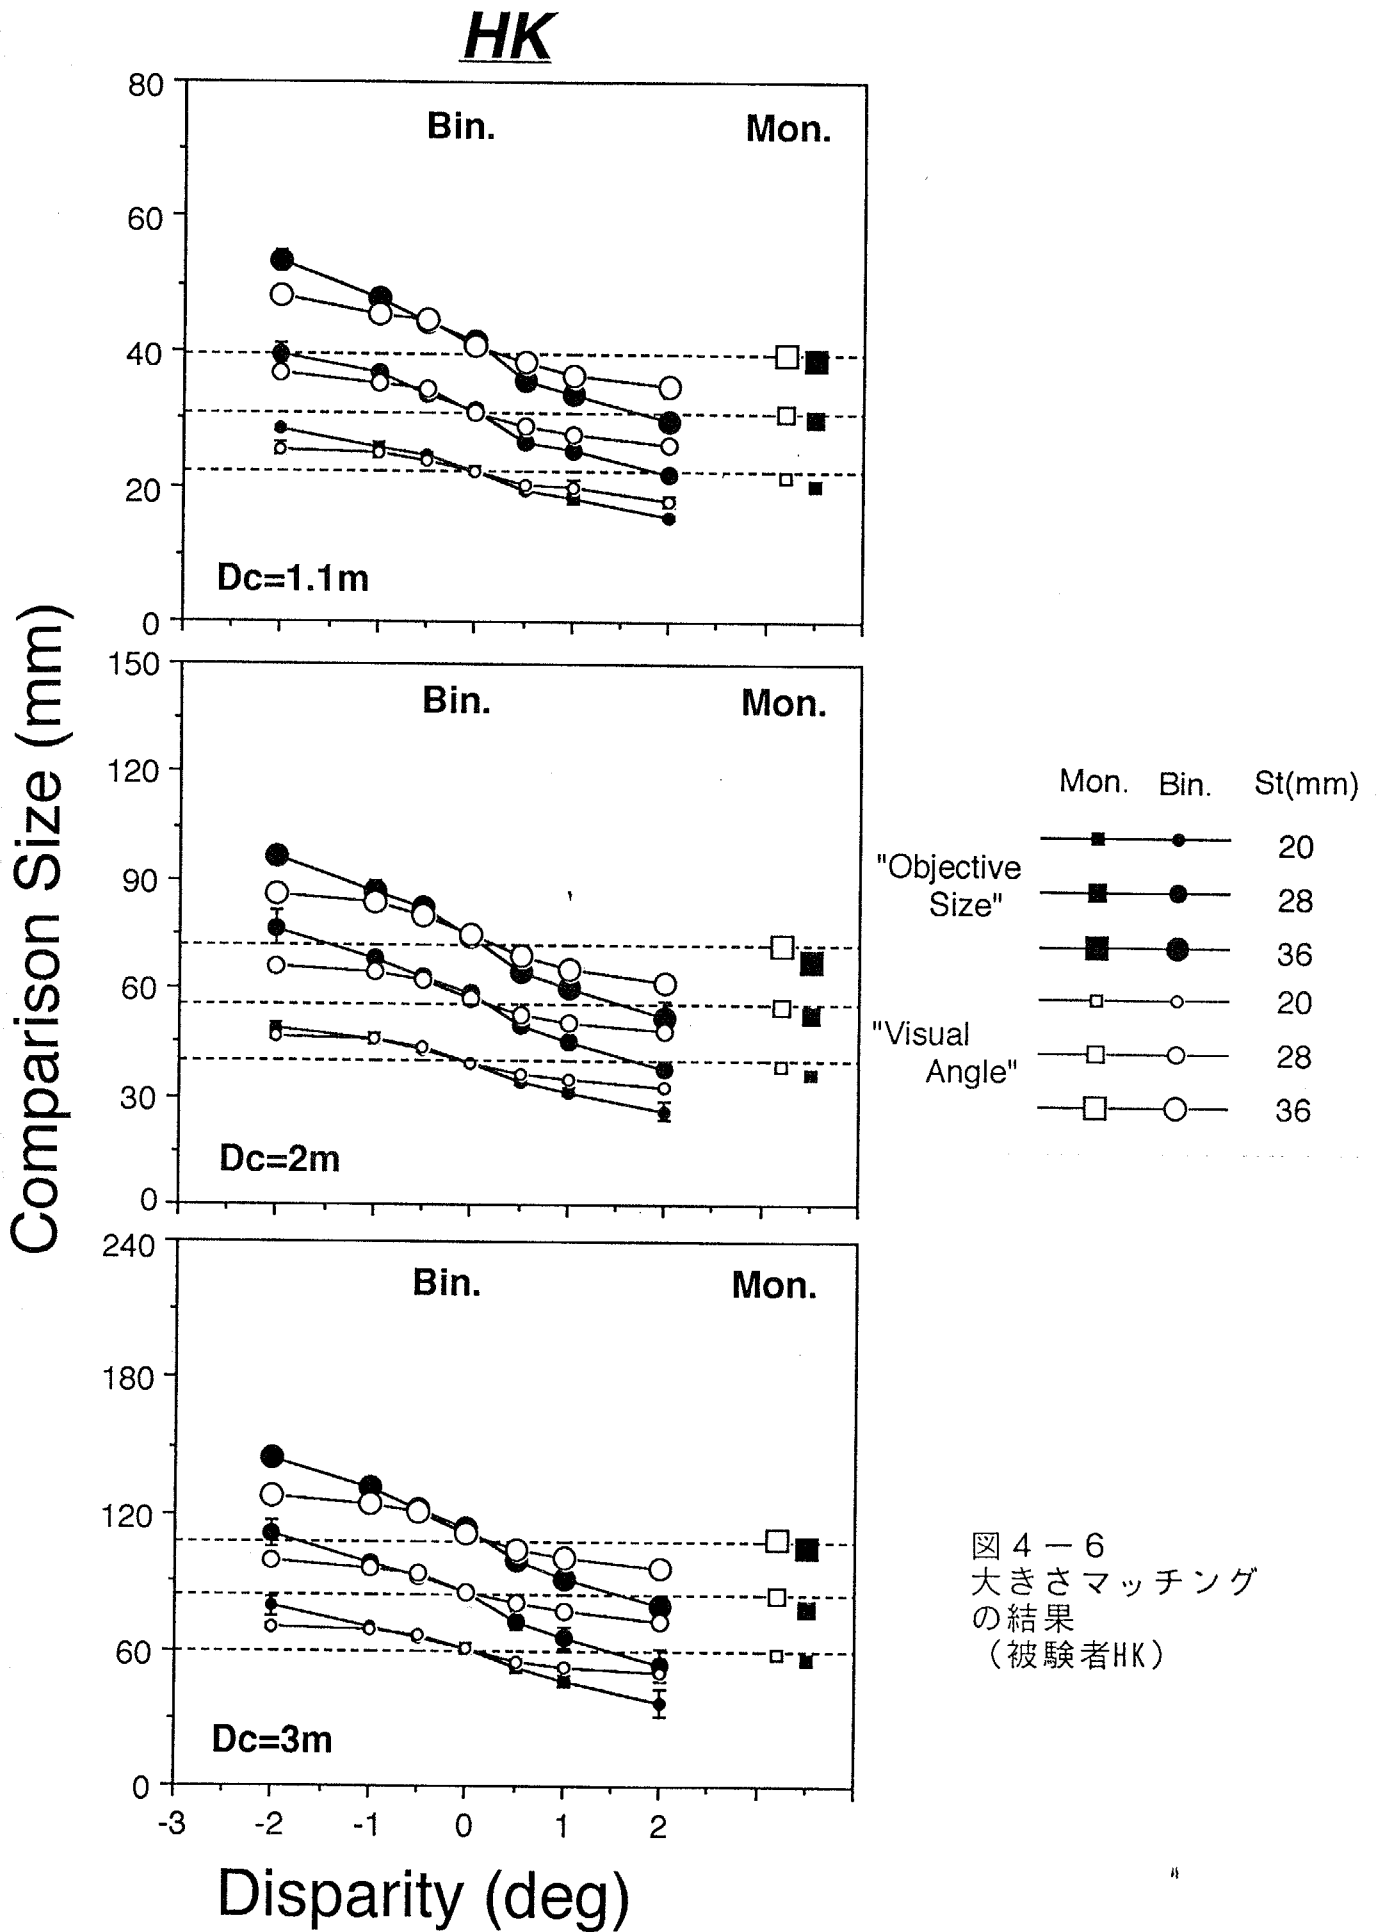 HK
Comparison Size (mm)
80
60
40
20
0
Bin.
Mon.
Dc=1.1m
150
120
90
60
30
0
Bin.
Mon.
Dc=2m
240
180
120
60
0
Bin.
Mon.
Dc=3m
-3 -2 -1 0 1 2
Disparity (deg)
Mon. Bin. St(mm)
"Objective
Size"
20
28
36
"Visual
Angle"
20
28
36
図4－6
大きさマッチング
の結果
（被験者HK）